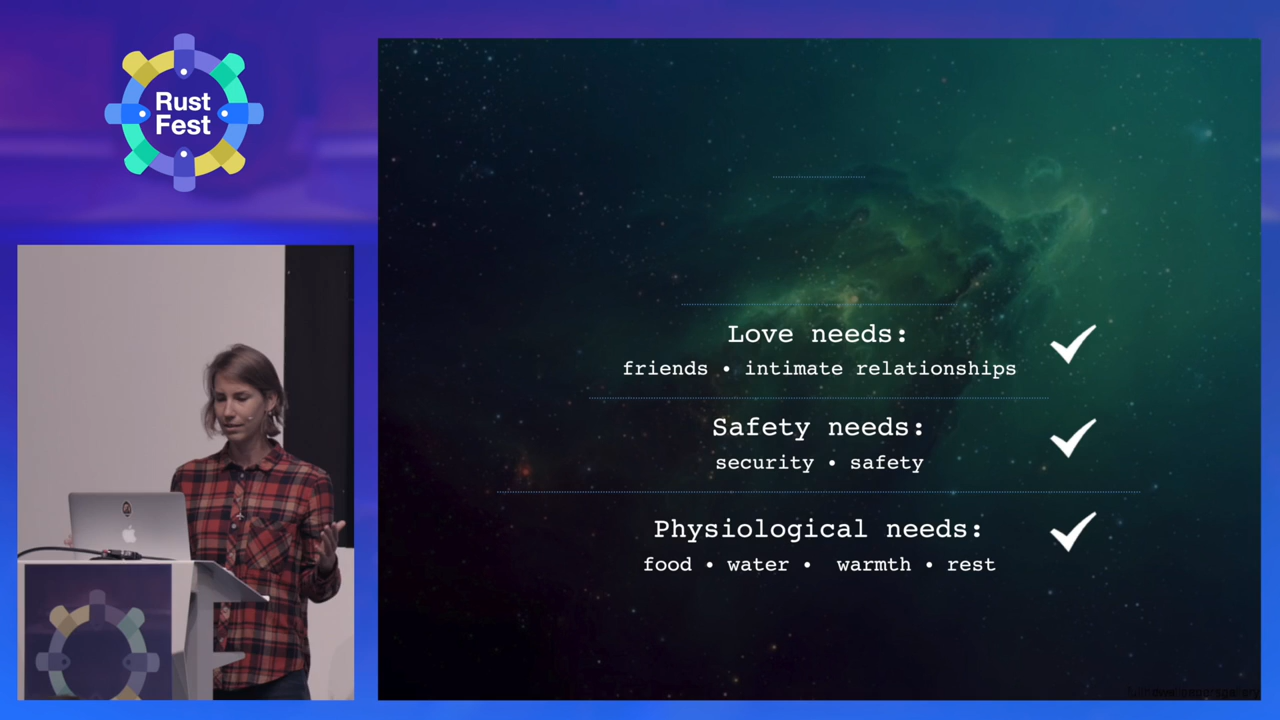 Rust
Fest
Love needs:
friends • intimate relationships
Safety needs:
security • safety
Physiological needs:
food • water • warmth • rest